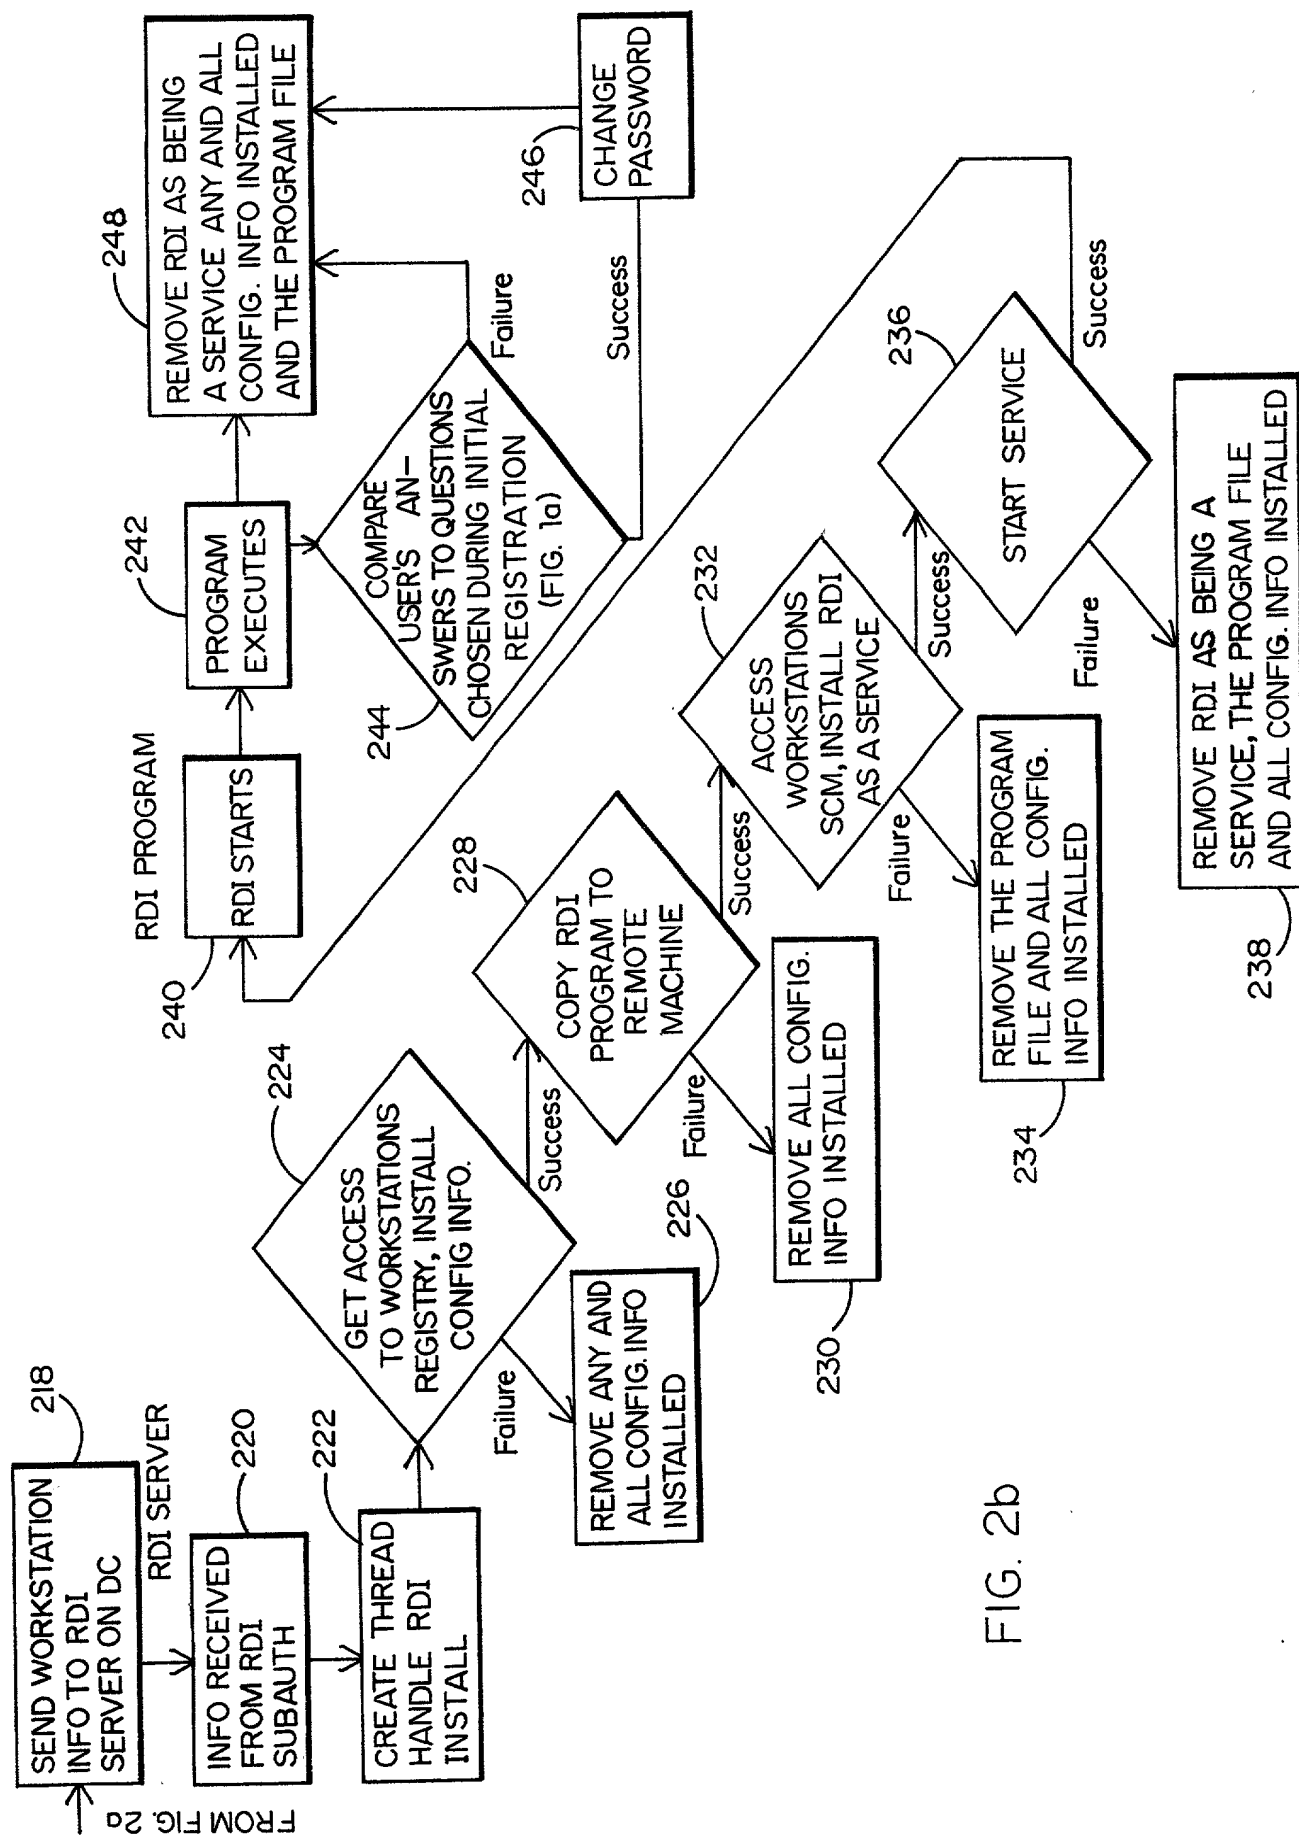 FROM FIG. 2a
218
SEND WORKSTATION
INFO TO RDI
SERVER ON DC
RDI SERVER
220
INFO RECEIVED
FROM RDI
SUBAUTH
222
CREATE THREAD
HANDLE RDI
INSTALL
224
GET ACCESS
TO WORKSTATIONS
REGISTRY, INSTALL
CONFIG INFO.
Failure
Success
REMOVE ANY AND
ALL CONFIG. INFO
INSTALLED
226
228
COPY RDI
PROGRAM TO
REMOTE
MACHINE
Failure
Success
REMOVE ALL CONFIG.
INFO INSTALLED
230
232
ACCESS
WORKSTATIONS
SCM, INSTALL RDI
AS A SERVICE
Failure
Success
REMOVE THE PROGRAM
FILE AND ALL CONFIG.
INFO INSTALLED
234
236
START SERVICE
Failure
Success
REMOVE RDI AS BEING A
SERVICE, THE PROGRAM FILE
AND ALL CONFIG. INFO INSTALLED
238
RDI PROGRAM
240
RDI STARTS
242
PROGRAM
EXECUTES
244
COMPARE
USER'S AN-
SWERS TO QUESTIONS
CHOSEN DURING INITIAL
REGISTRATION
(FIG. 1a)
Failure
Success
246
CHANGE
PASSWORD
248
REMOVE RDI AS BEING
A SERVICE ANY AND ALL
CONFIG. INFO INSTALLED
AND THE PROGRAM FILE
FIG. 2b